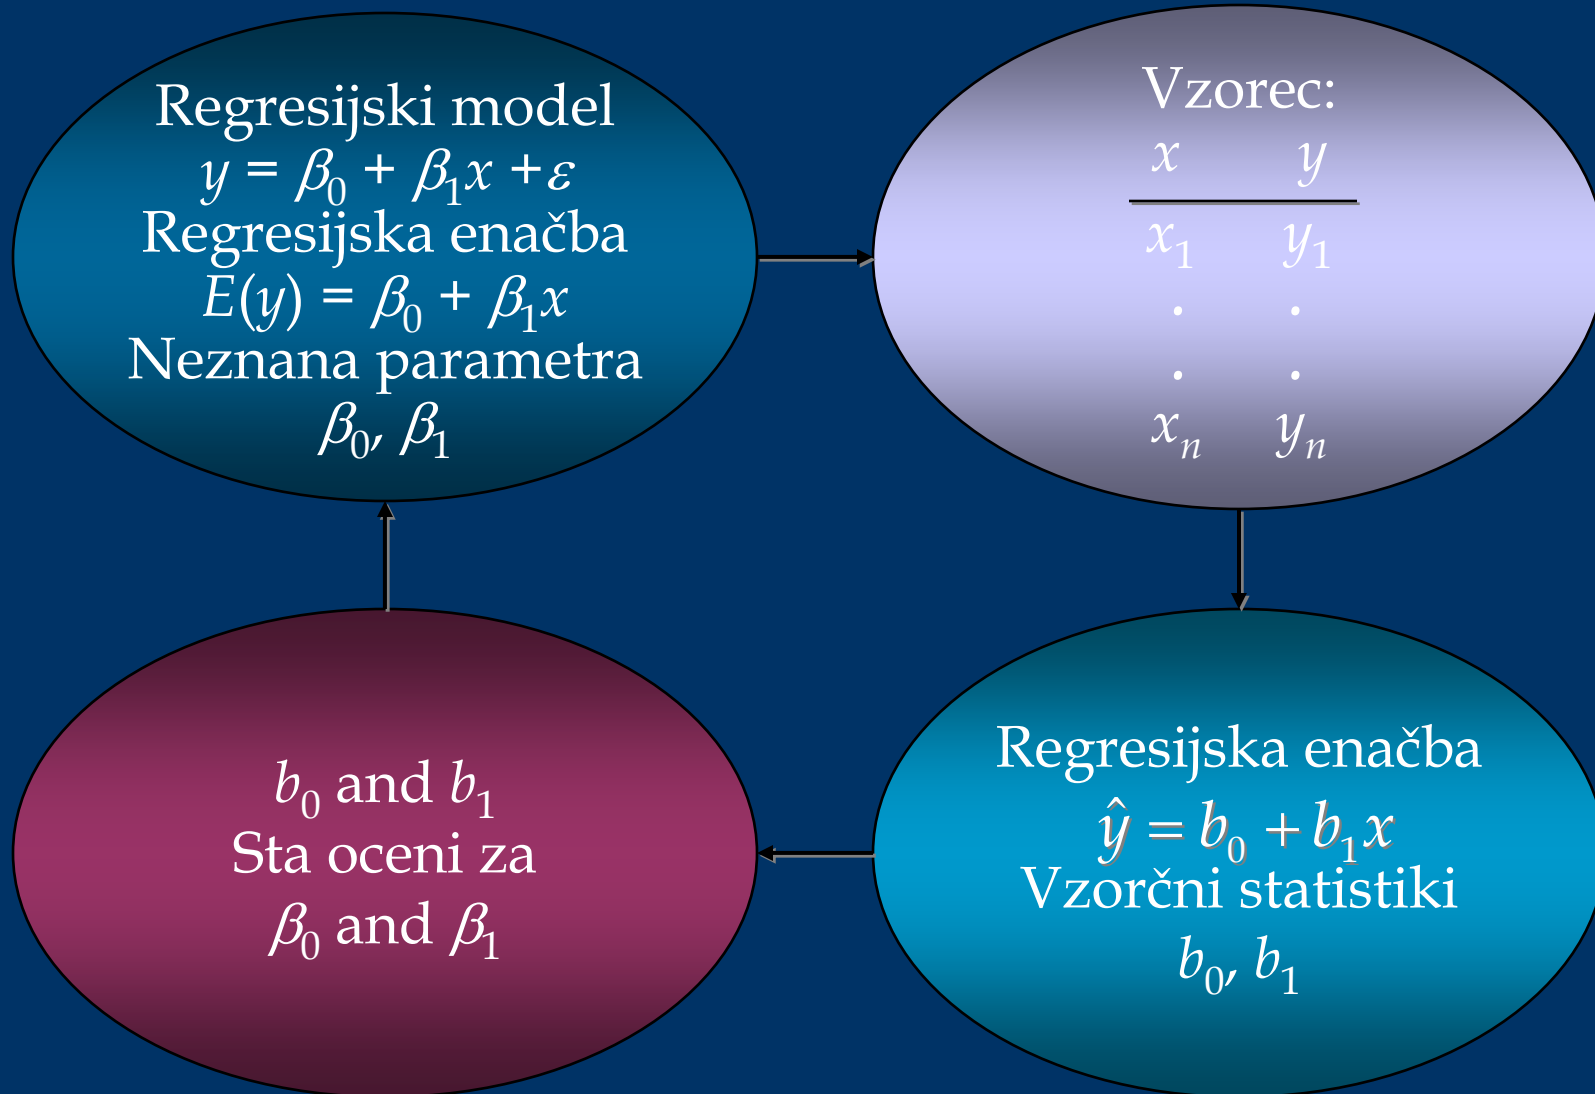 Regresijski model
y = β₀ + β₁x + ε
Regresijska enačba
E(y) = β₀ + β₁x
Neznana parametra
β₀, β₁
Vzorec:
x y
x₁ y₁
. .
. .
xₙ yₙ
Regresijska enačba
ŷ = b₀ + b₁x
Vzorčni statistiki
b₀, b₁
b₀ and b₁
Sta oceni za
β₀ and β₁